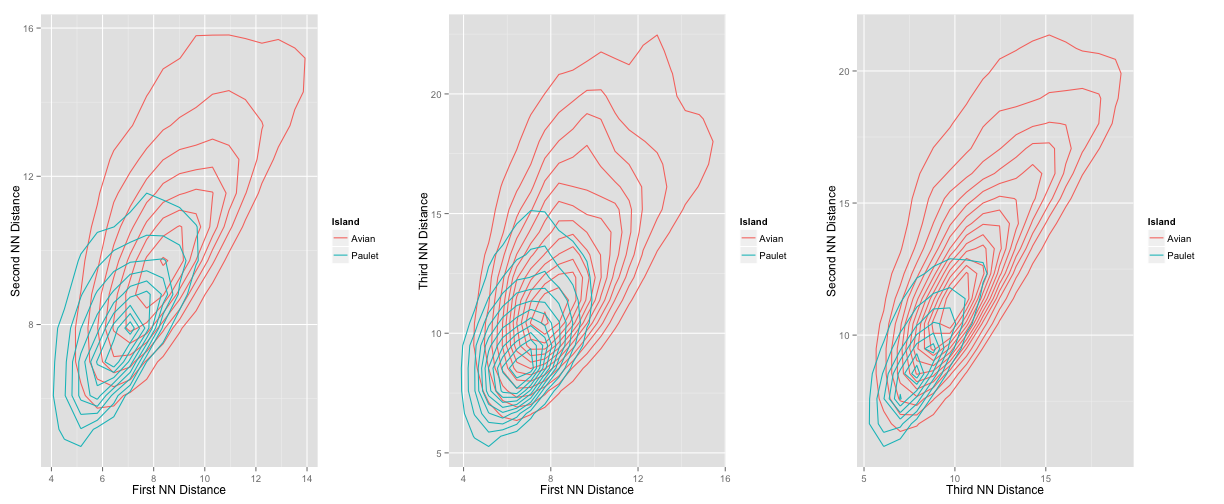 16
12
8
Second NN Distance
4
6
8
10
12
14
First NN Distance
Island
Avian
Paulet
20
15
10
5
Third NN Distance
4
8
12
16
First NN Distance
Island
Avian
Paulet
20
15
10
Second NN Distance
5
10
15
Third NN Distance
Island
Avian
Paulet